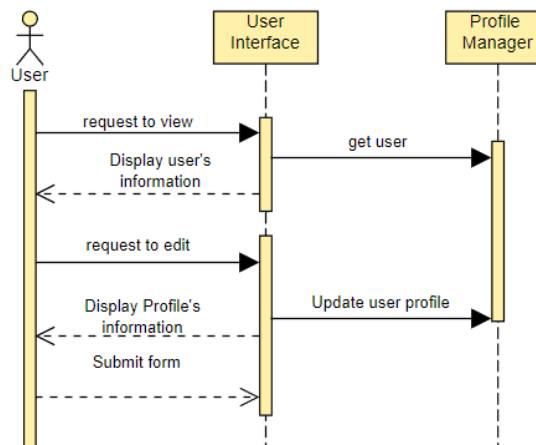 User
Interface
Profile
Manager
User
request to view
get user
Display user's
information
request to edit
Display Profile's
information
Update user profile
Submit form